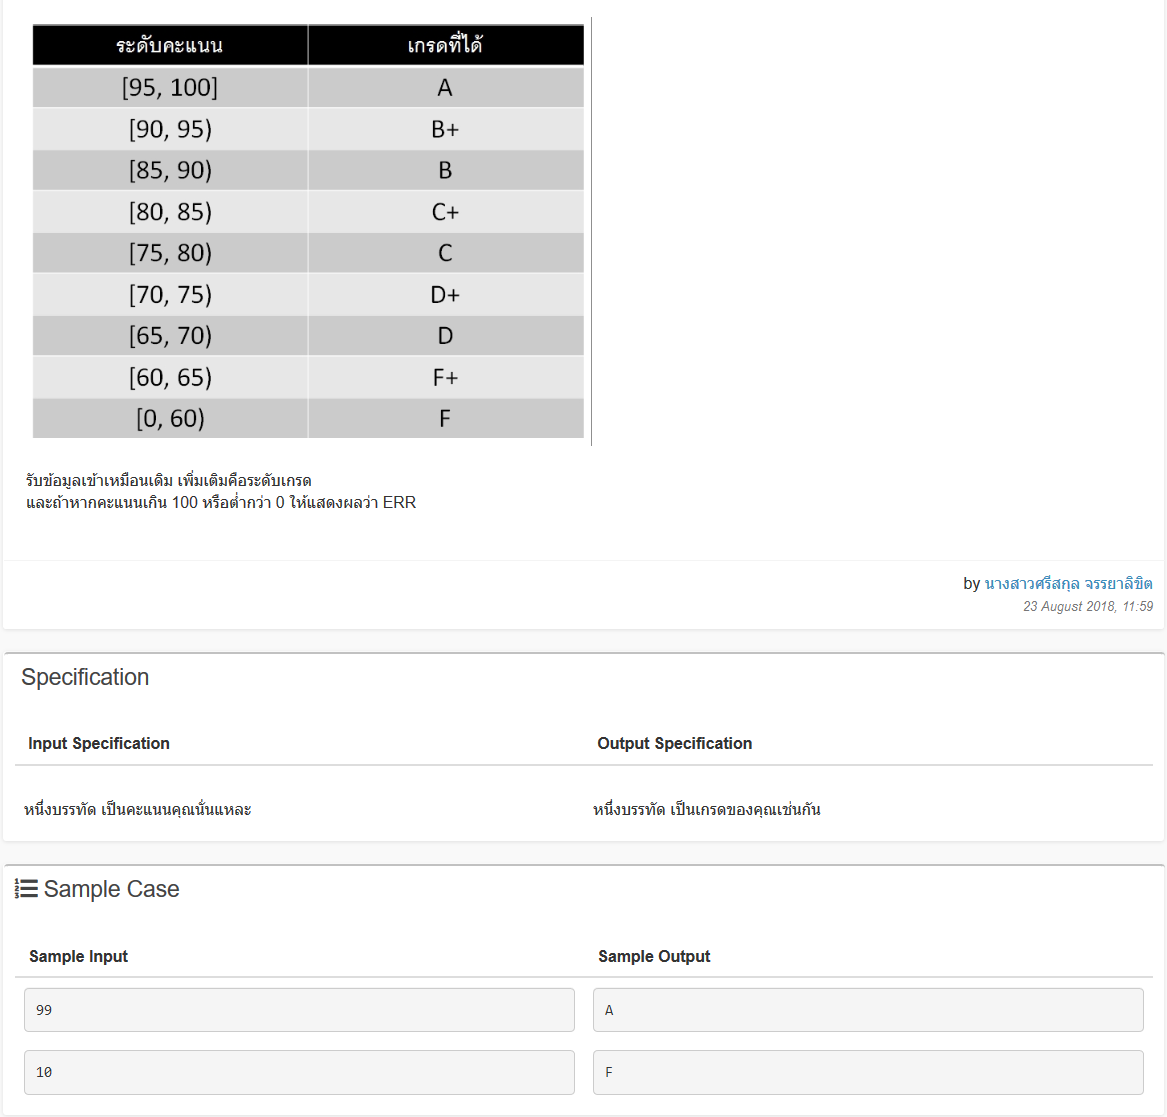 ระดับคะแนน เกรดที่ได้
[95, 100] A
[90, 95) B+
[85, 90) B
[80, 85) C+
[75, 80) C
[70, 75) D+
[65, 70) D
[60, 65) F+
[0, 60) F
รับข้อมูลเข้าเหมือนเดิม เพิ่มเติมคือระดับเกรด
และถ้าหากคะแนนเกิน 100 หรือต่ำกว่า 0 ให้แสดงผลว่า ERR
by นางสาวศรีสกุล จรรยาลิขิต
23 August 2018, 11:59
Specification
Input Specification Output Specification
หนึ่งบรรทัด เป็นคะแนนคุณนั่นแหละ หนึ่งบรรทัด เป็นเกรดของคุณเช่นกัน
Sample Case
Sample Input Sample Output
99 A
10 F